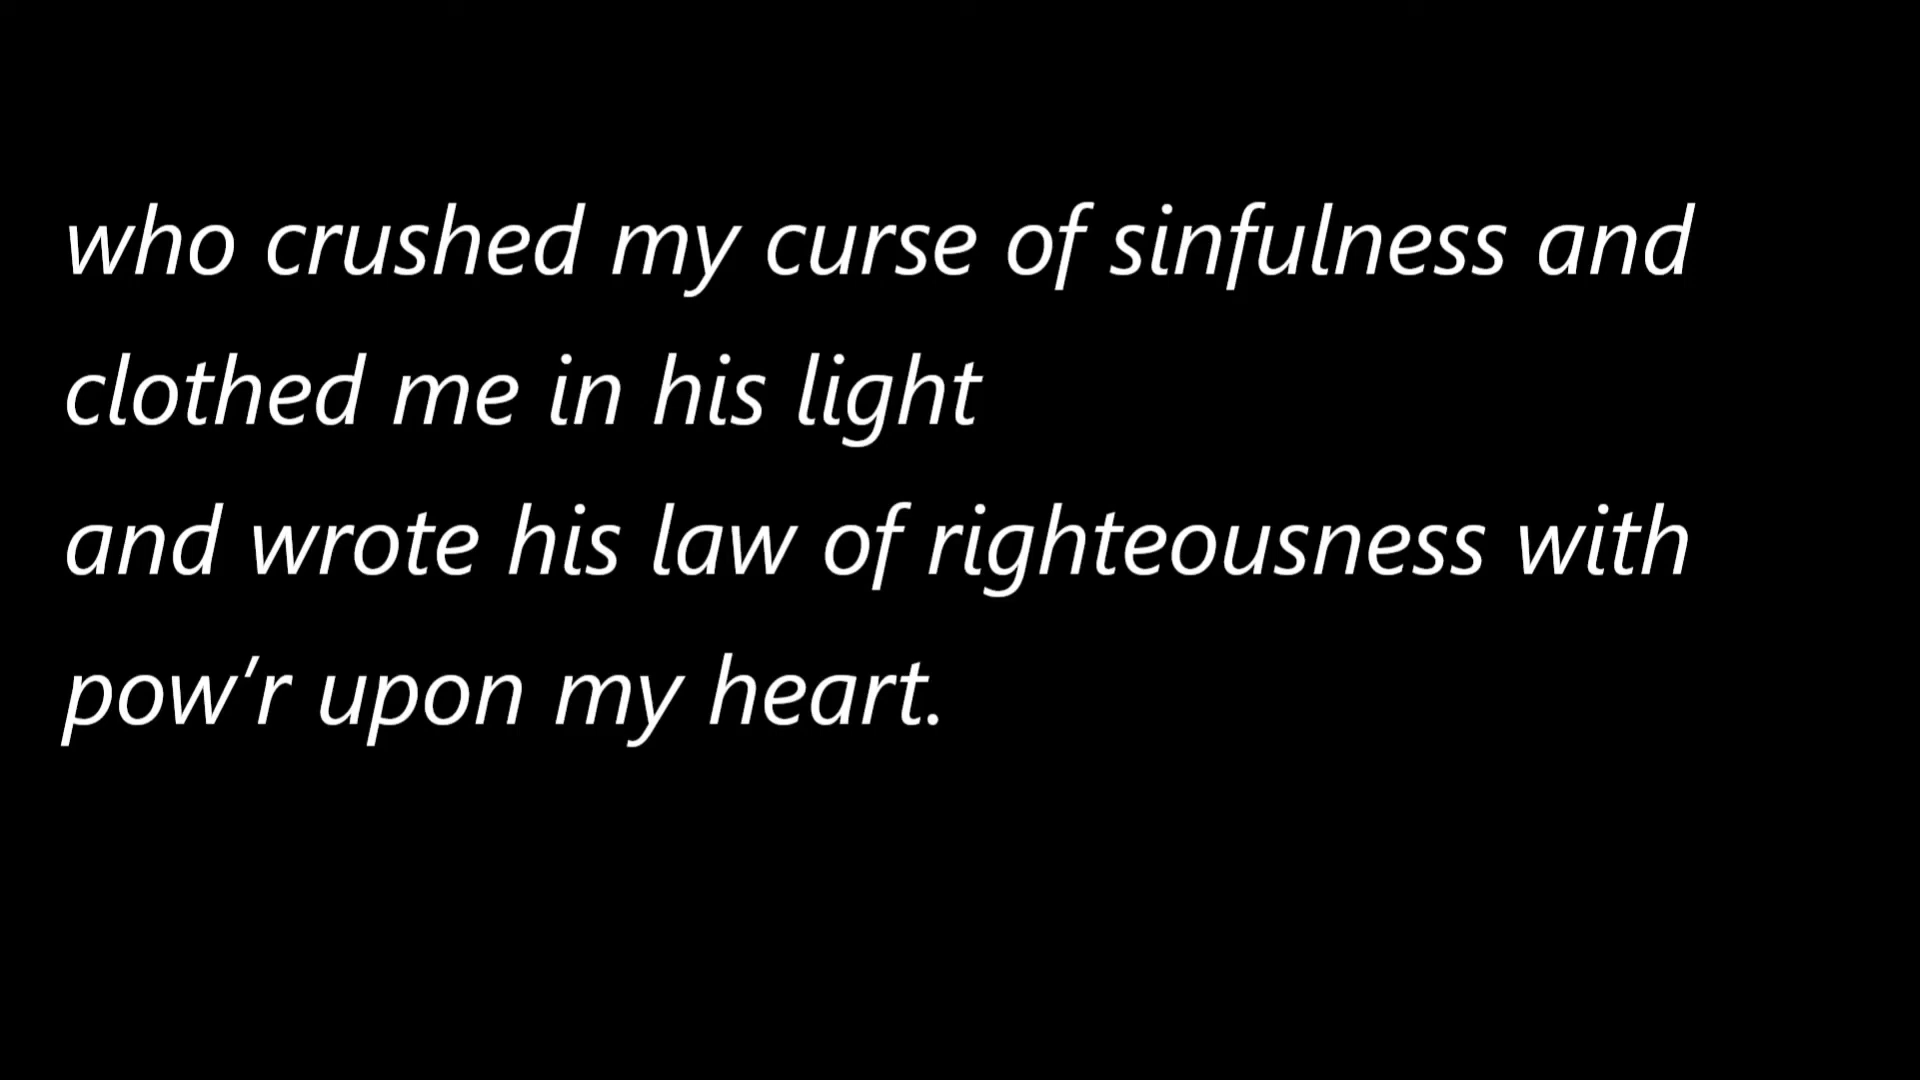 who crushed my curse of sinfulness and
clothed me in his light
and wrote his law of righteousness with
pow’r upon my heart.